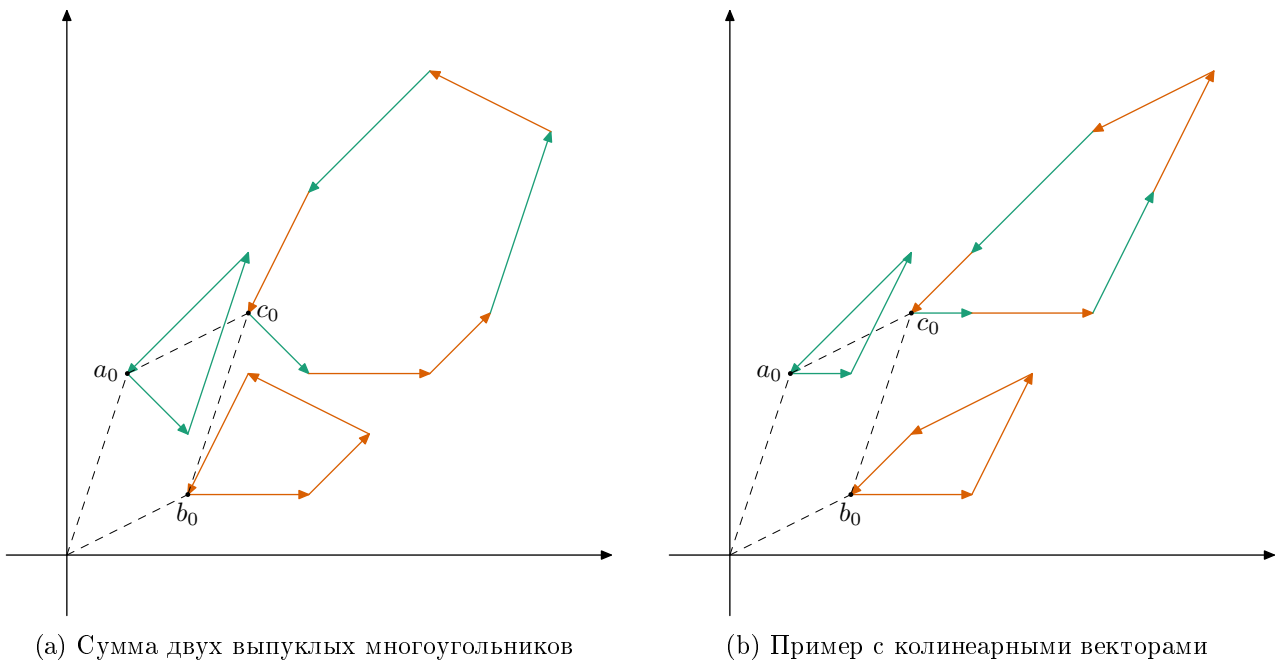 c₀
a₀
b₀
(a) Сумма двух выпуклых многоугольников
c₀
a₀
b₀
(b) Пример с колинеарными векторами